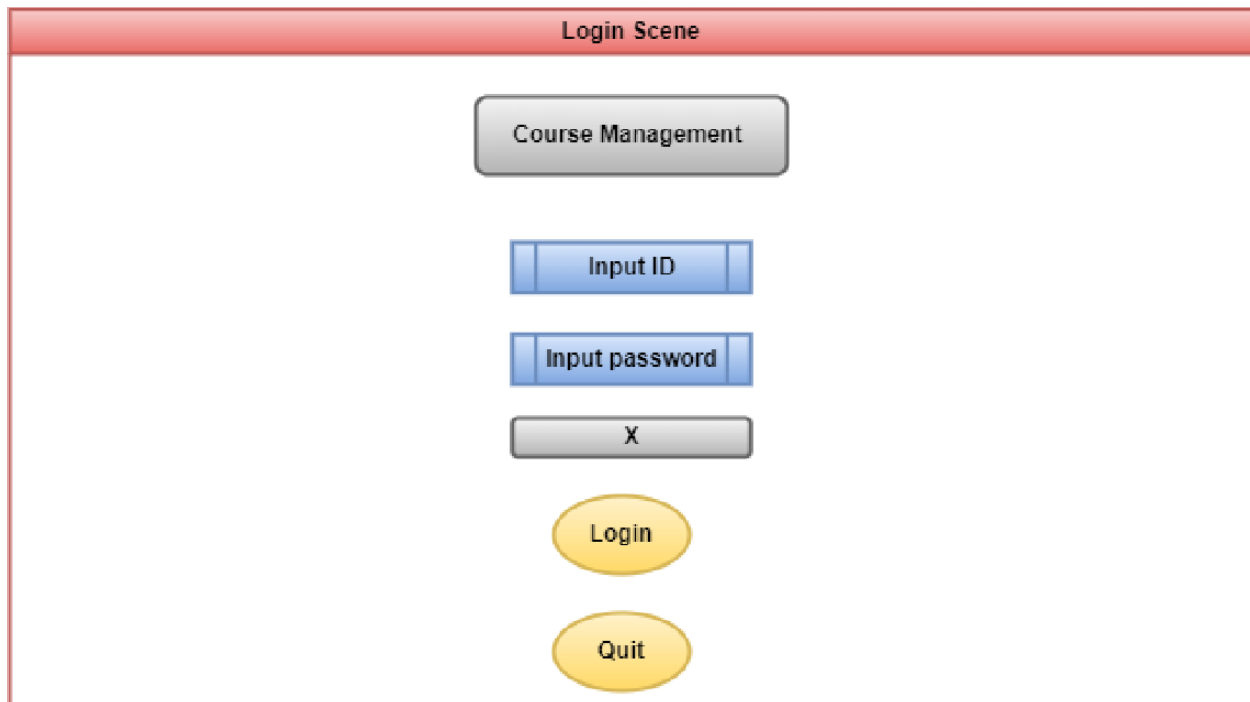 Login Scene
Course Management
Input ID
Input password
X
Login
Quit